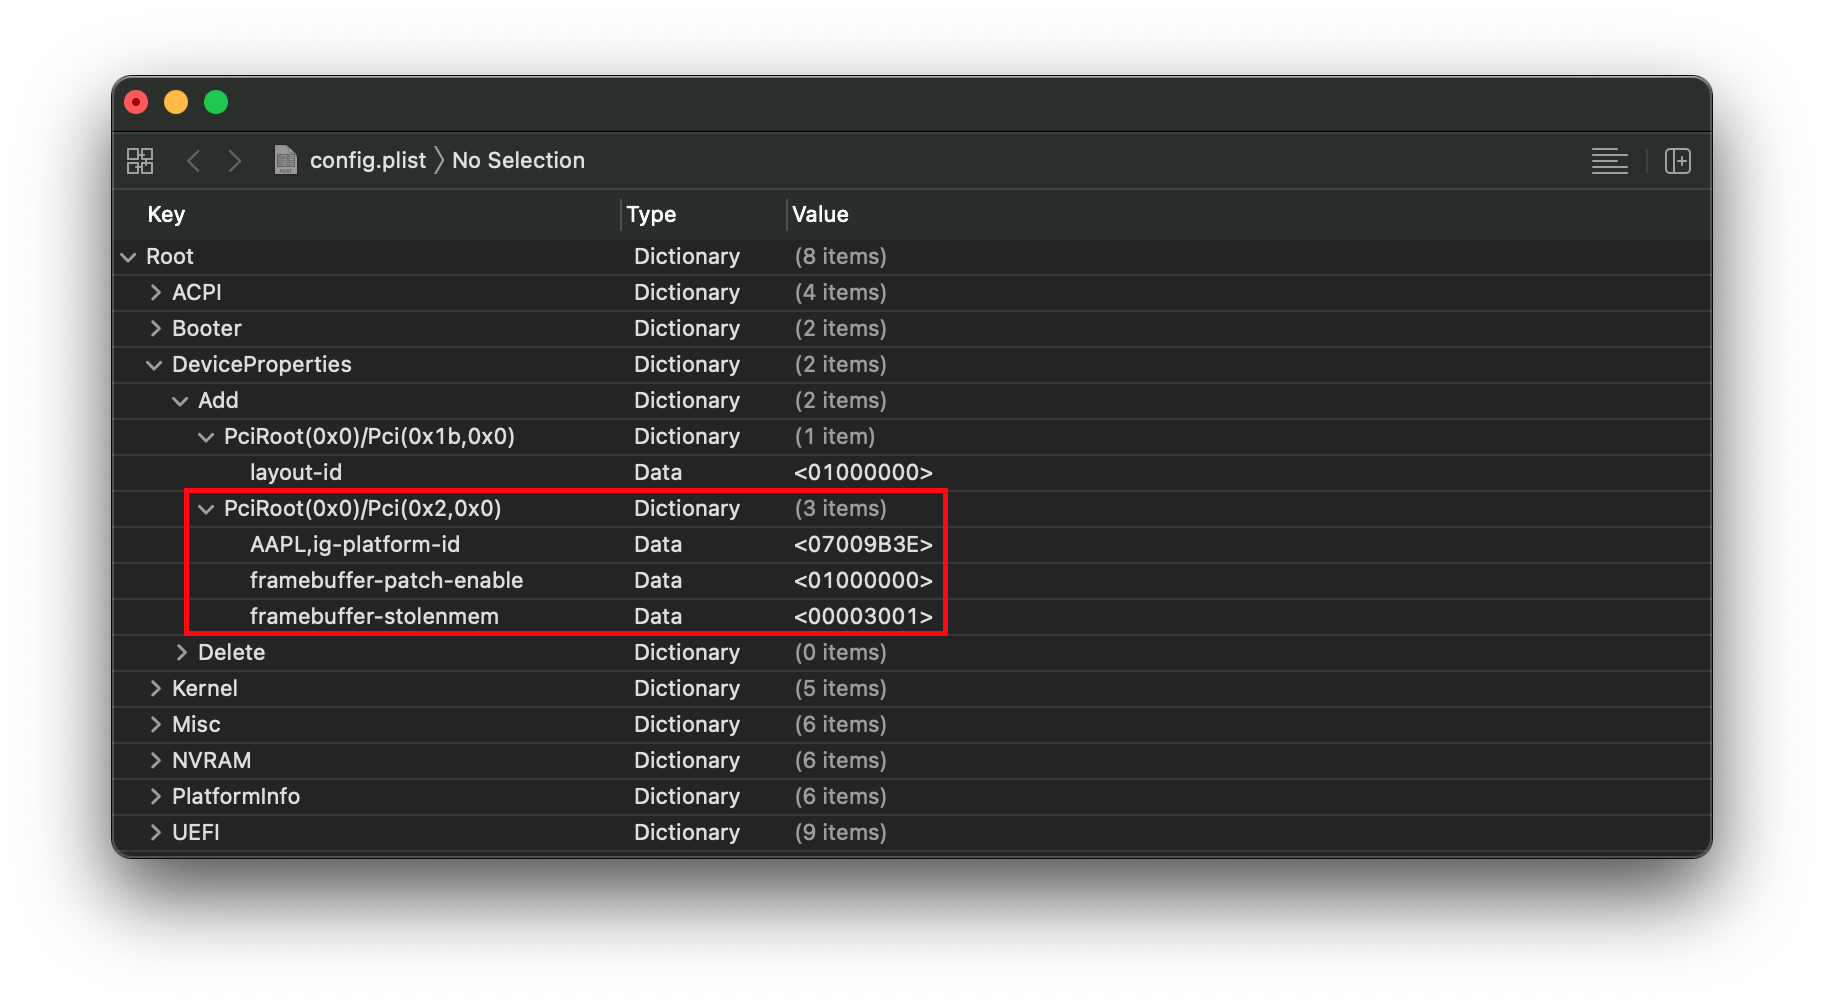 config.plist 〉 No Selection
Key Type Value
Root Dictionary (8 items)
ACPI Dictionary (4 items)
Booter Dictionary (2 items)
DeviceProperties Dictionary (2 items)
Add Dictionary (2 items)
PciRoot(0x0)/Pci(0x1b,0x0) Dictionary (1 item)
layout-id Data <01000000>
PciRoot(0x0)/Pci(0x2,0x0) Dictionary (3 items)
AAPL,ig-platform-id Data <07009B3E>
framebuffer-patch-enable Data <01000000>
framebuffer-stolenmem Data <00003001>
Delete Dictionary (0 items)
Kernel Dictionary (5 items)
Misc Dictionary (6 items)
NVRAM Dictionary (6 items)
PlatformInfo Dictionary (6 items)
UEFI Dictionary (9 items)